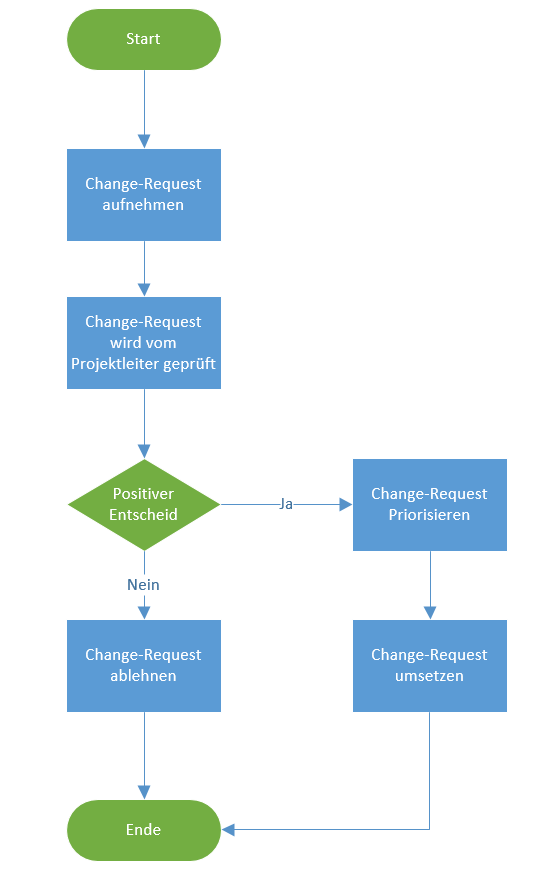 Start
Change-Request
aufnehmen
Change-Request
wird vom
Projektleiter geprüft
Positiver
Entscheid
Ja
Change-Request
Priorisieren
Nein
Change-Request
ablehnen
Change-Request
umsetzen
Ende